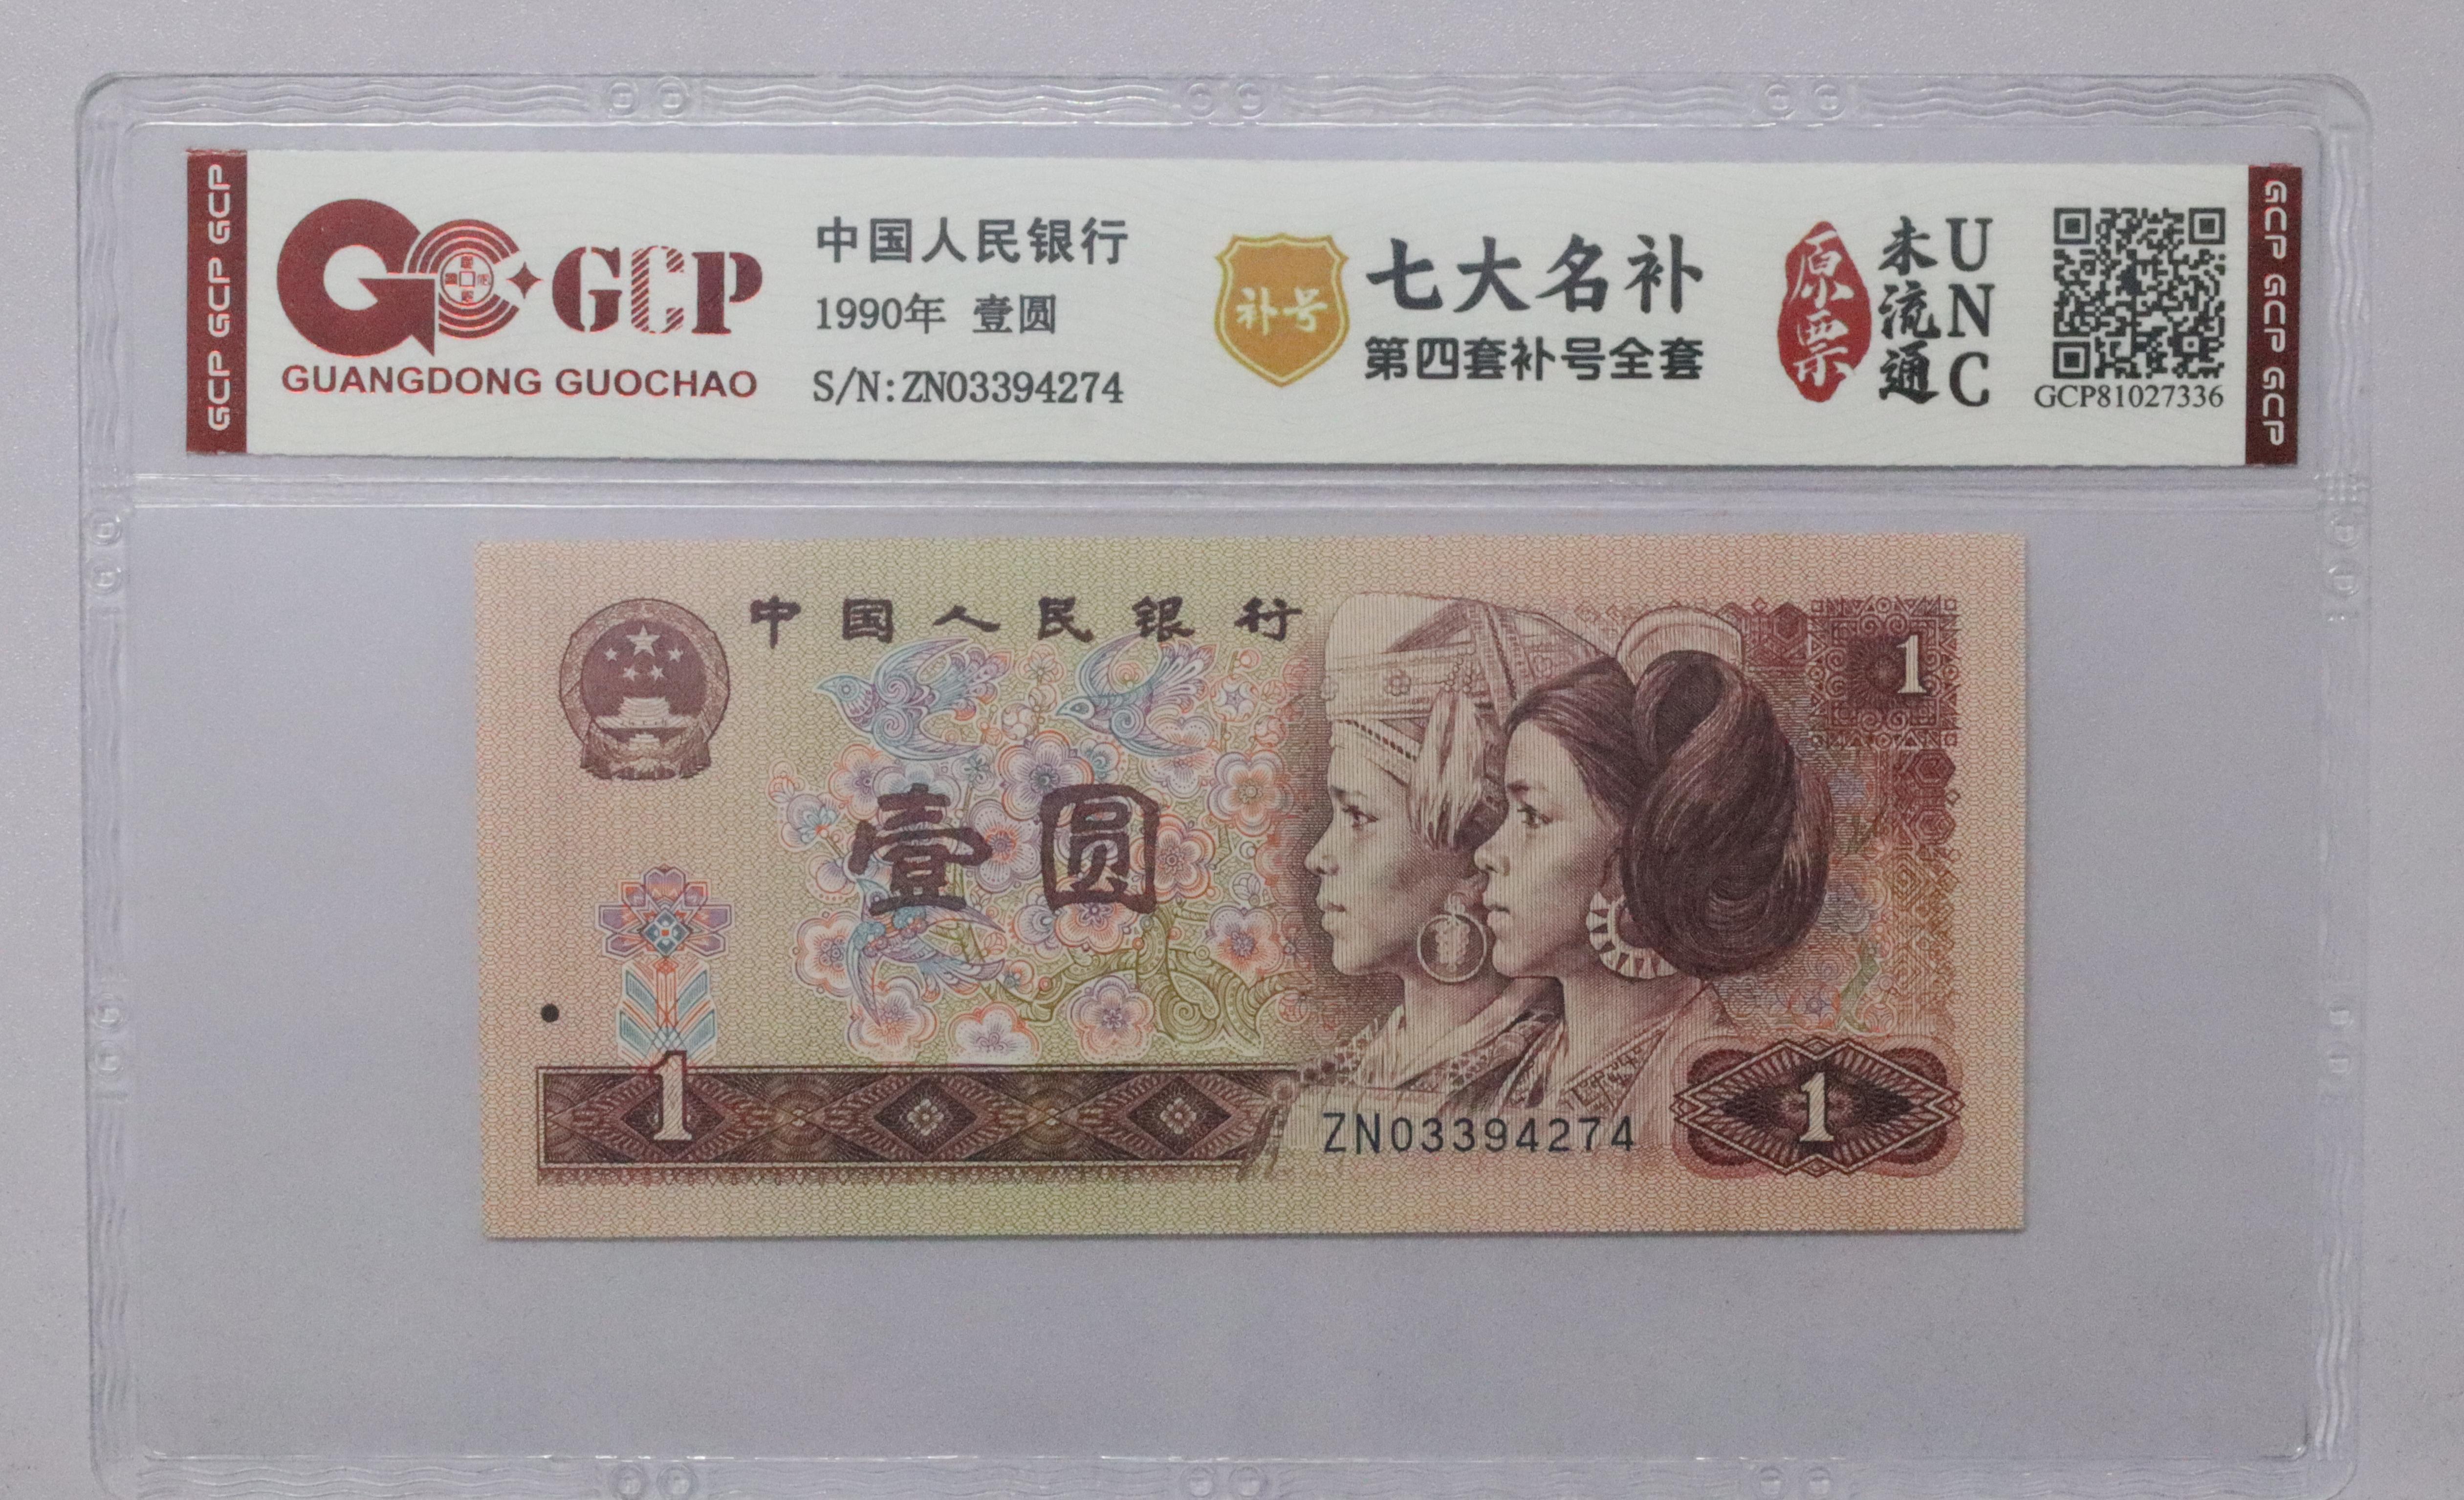 GCP GCP GCP
GCP
GUANGDONG GUOCHAO
中国人民银行
1990年 壹圆
S/N:ZN03394274
补号
七大名补
第四套补号全套
原票
未流通
UNC
GCP81027336
GCP GCP GCP
中国人民银行
1
壹圆
1
ZN03394274
1